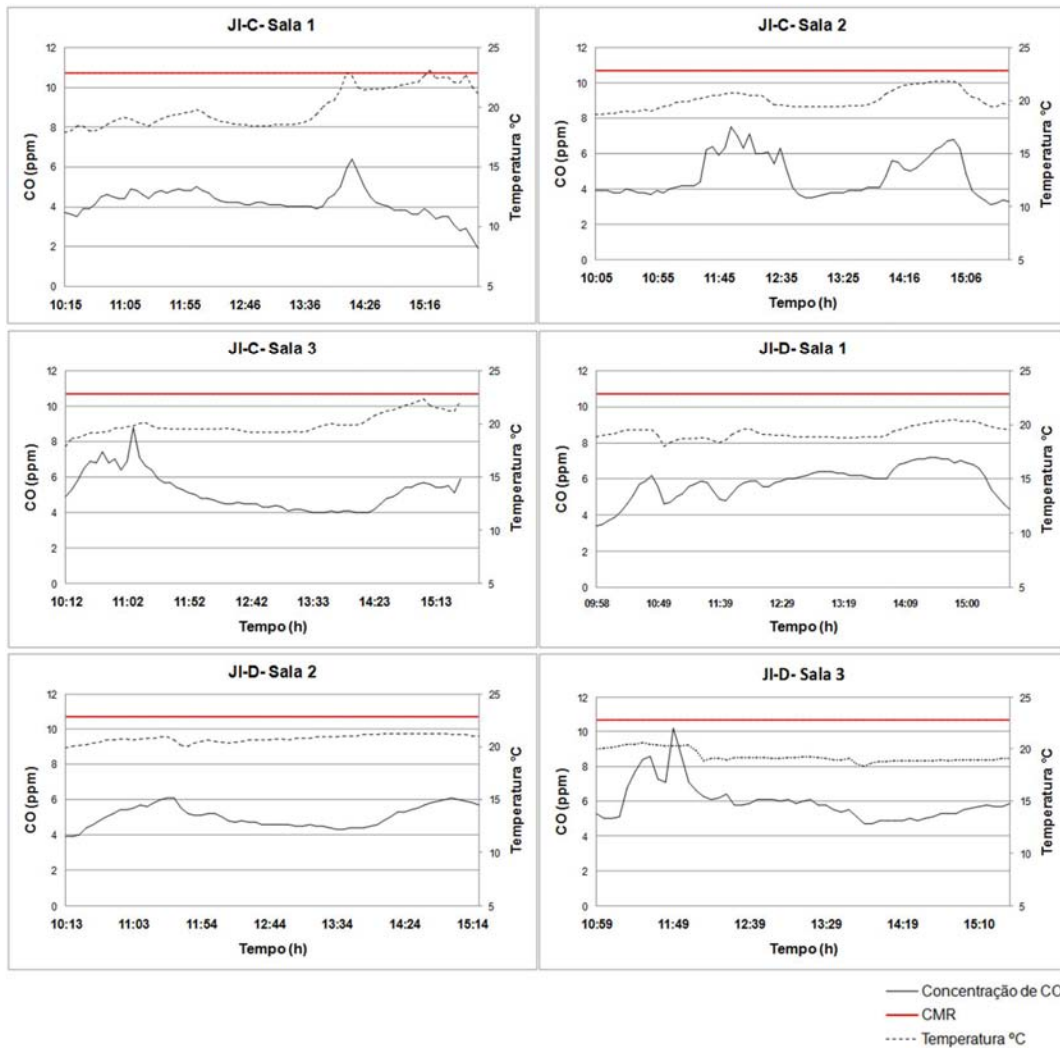 JI-C- Sala 1
CO (ppm)
12
10
8
6
4
2
0
25
20
15
10
5
Temperatura ºC
10:15 11:05 11:55 12:46 13:36 14:26 15:16
JI-C- Sala 2
CO (ppm)
12
10
8
6
4
2
0
25
20
15
10
5
Temperatura ºC
10:05 10:55 11:45 12:35 13:25 14:16 15:06
Tempo (h)
JI-C- Sala 3
CO (ppm)
12
10
8
6
4
2
0
25
20
15
10
5
Temperatura ºC
10:12 11:02 11:52 12:42 13:33 14:23 15:13
Tempo (h)
JI-D- Sala 1
CO (ppm)
12
10
8
6
4
2
0
25
20
15
10
5
Temperatura ºC
09:58 10:49 11:39 12:29 13:19 14:09 15:00
Tempo (h)
JI-D- Sala 2
CO (ppm)
12
10
8
6
4
2
0
25
20
15
10
5
Temperatura ºC
10:13 11:03 11:54 12:44 13:34 14:24 15:14
Tempo (h)
JI-D- Sala 3
CO (ppm)
12
10
8
6
4
2
0
25
20
15
10
5
Temperatura ºC
10:59 11:49 12:39 13:29 14:19 15:10
Tempo (h)
Concentração de CO
CMR
Temperatura ºC